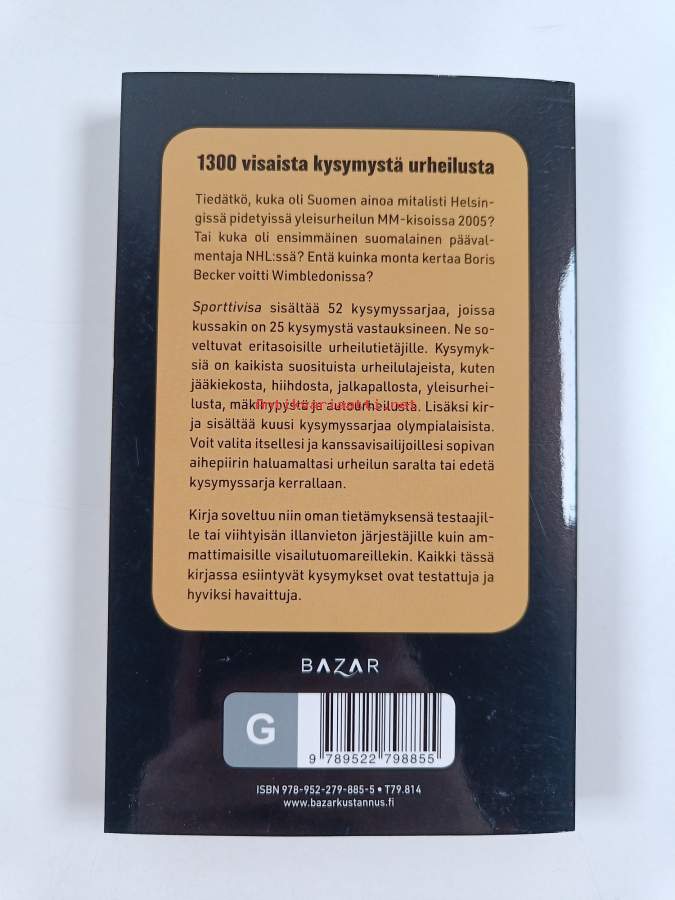 1300 visaista kysymystä urheilusta
Tiedätkö, kuka oli Suomen ainoa mitalisti Helsin-
gissä pidetyissä yleisurheilun MM-kisoissa 2005?
Tai kuka oli ensimmäinen suomalainen päävalmentaja
mentaja NHL:ssä? Entä kuinka monta kertaa Boris
Becker voitti Wimbledonissa?
Sporttivisa sisältää 52 kysymyssarjaa, joissa
kussakin on 25 kysymystä vastauksineen. Ne so-
veltuvat eritasoisille urheilutietäjille. Kysymyk-
siä on kaikista suosituista urheilulajeista, kuten
jääkiekosta, hiihdosta, jalkapallosta, yleisurhei-
lusta, mäkihypystä ja autourheilusta. Lisäksi kir-
Antikvariaatti.net
ja sisältää kuusi kysymyssarjaa olympialaisista.
Voit valita itsellesi ja kanssavisailijoillesi sopivan
aihepiirin haluamaltasi urheilun saralta tai edetä
kysymyssarja kerrallaan.
Kirja soveltuu niin oman tietämyksensä testaajil-
le tai viihtyisän illanvieton järjestäjille kuin am-
mattimaisille visailutuomareillekin. Kaikki tässä
kirjassa esiintyvät kysymykset ovat testattuja ja
hyviksi havaittuja.
BAZAR
G
9 789522 798855
ISBN 978-952-279-885-5 • T79.814
www.bazarkustannus.fi